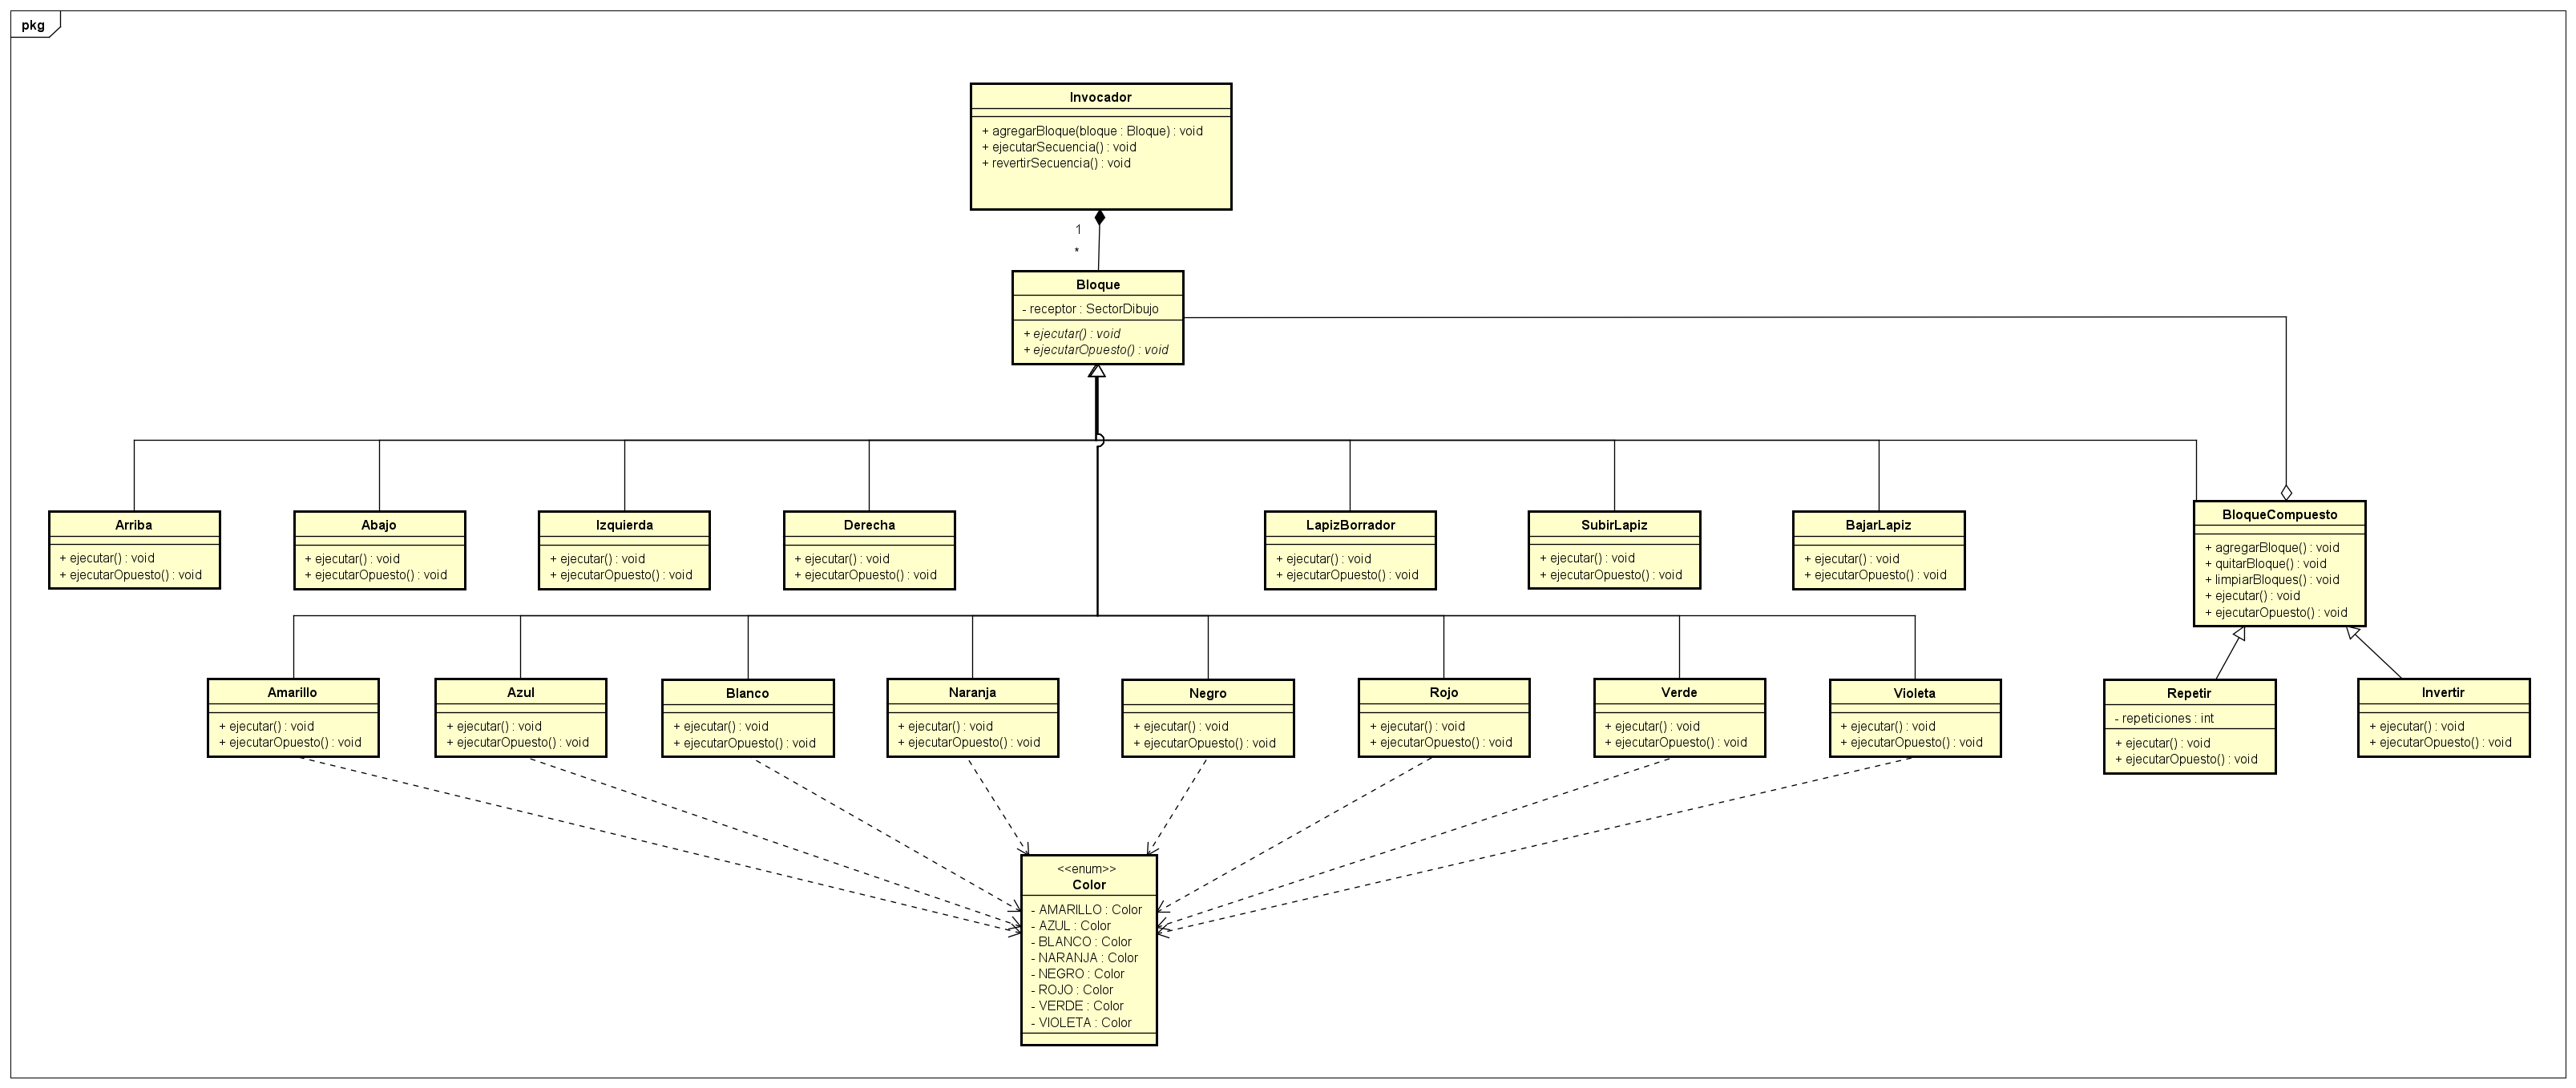 pkg
Invocador
+ agregarBloque(bloque : Bloque) : void
+ ejecutarSecuencia() : void
+ revertirSecuencia() : void
1
*
Bloque
- receptor : SectorDibujo
+ ejecutar() : void
+ ejecutarOpuesto() : void
Arriba
+ ejecutar() : void
+ ejecutarOpuesto() : void
Abajo
+ ejecutar() : void
+ ejecutarOpuesto() : void
Izquierda
+ ejecutar() : void
+ ejecutarOpuesto() : void
Derecha
+ ejecutar() : void
+ ejecutarOpuesto() : void
LapizBorrador
+ ejecutar() : void
+ ejecutarOpuesto() : void
SubirLapiz
+ ejecutar() : void
+ ejecutarOpuesto() : void
BajarLapiz
+ ejecutar() : void
+ ejecutarOpuesto() : void
BloqueCompuesto
+ agregarBloque() : void
+ quitarBloque() : void
+ limpiarBloques() : void
+ ejecutar() : void
+ ejecutarOpuesto() : void
Amarillo
+ ejecutar() : void
+ ejecutarOpuesto() : void
Azul
+ ejecutar() : void
+ ejecutarOpuesto() : void
Blanco
+ ejecutar() : void
+ ejecutarOpuesto() : void
Naranja
+ ejecutar() : void
+ ejecutarOpuesto() : void
Negro
+ ejecutar() : void
+ ejecutarOpuesto() : void
Rojo
+ ejecutar() : void
+ ejecutarOpuesto() : void
Verde
+ ejecutar() : void
+ ejecutarOpuesto() : void
Violeta
+ ejecutar() : void
+ ejecutarOpuesto() : void
Repetir
- repeticiones : int
+ ejecutar() : void
+ ejecutarOpuesto() : void
Invertir
+ ejecutar() : void
+ ejecutarOpuesto() : void
<<enum>>
Color
- AMARILLO : Color
- AZUL : Color
- BLANCO : Color
- NARANJA : Color
- NEGRO : Color
- ROJO : Color
- VERDE : Color
- VIOLETA : Color